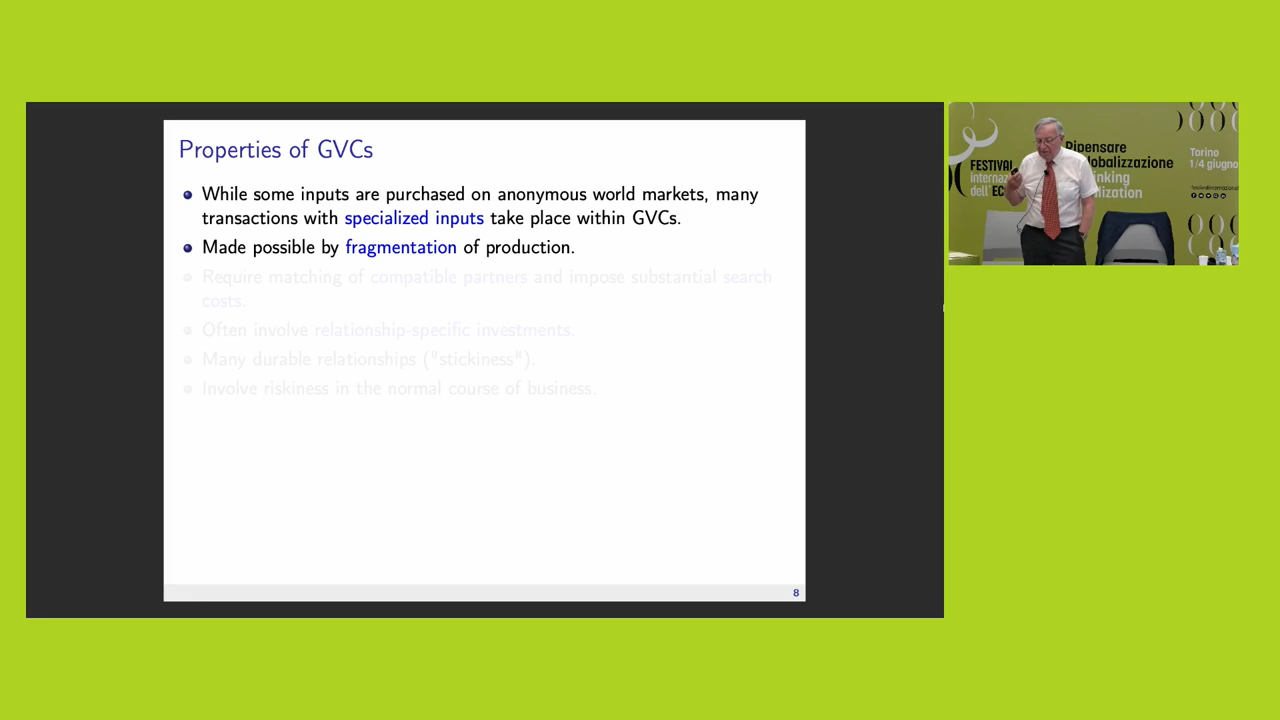 Properties of GVCs
While some inputs are purchased on anonymous world markets, many
transactions with specialized inputs take place within GVCs.
Made possible by fragmentation of production.
Require matching of compatible partners and impose substantial search
costs.
Often involve relationship-specific investments.
Many durable relationships ("stickiness").
Involve riskiness in the normal course of business.
8
FESTIVAL
internaz
dell'EC
Ripensare
lobalizzazione
nking
lization
Torino
1/4 giugno